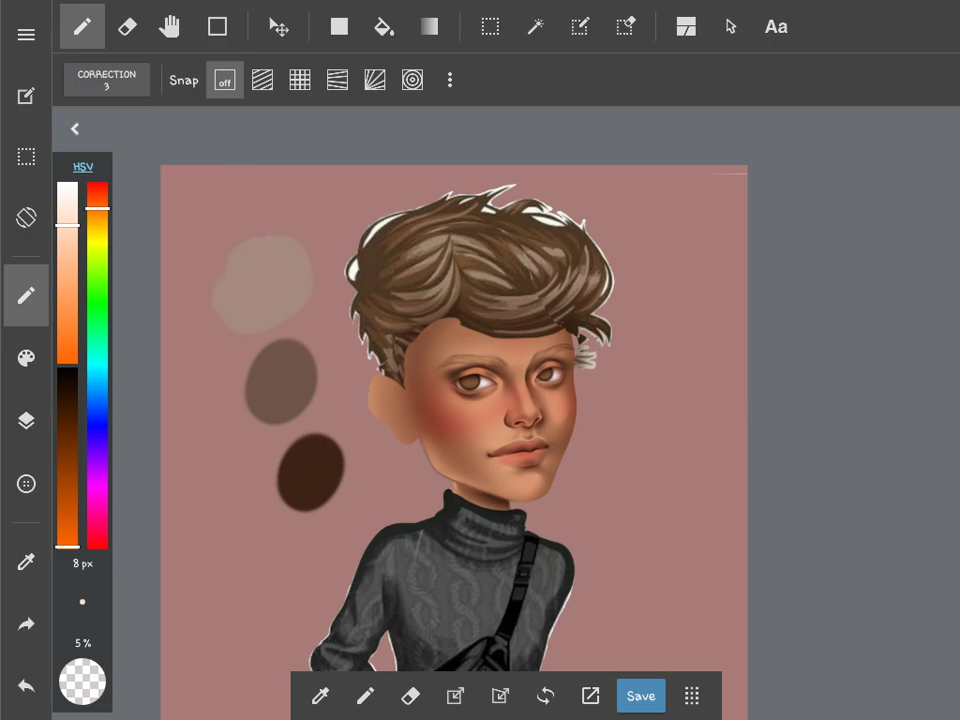 Aa
CORRECTION
3
Snap
off
HSV
8 px
5 %
Save